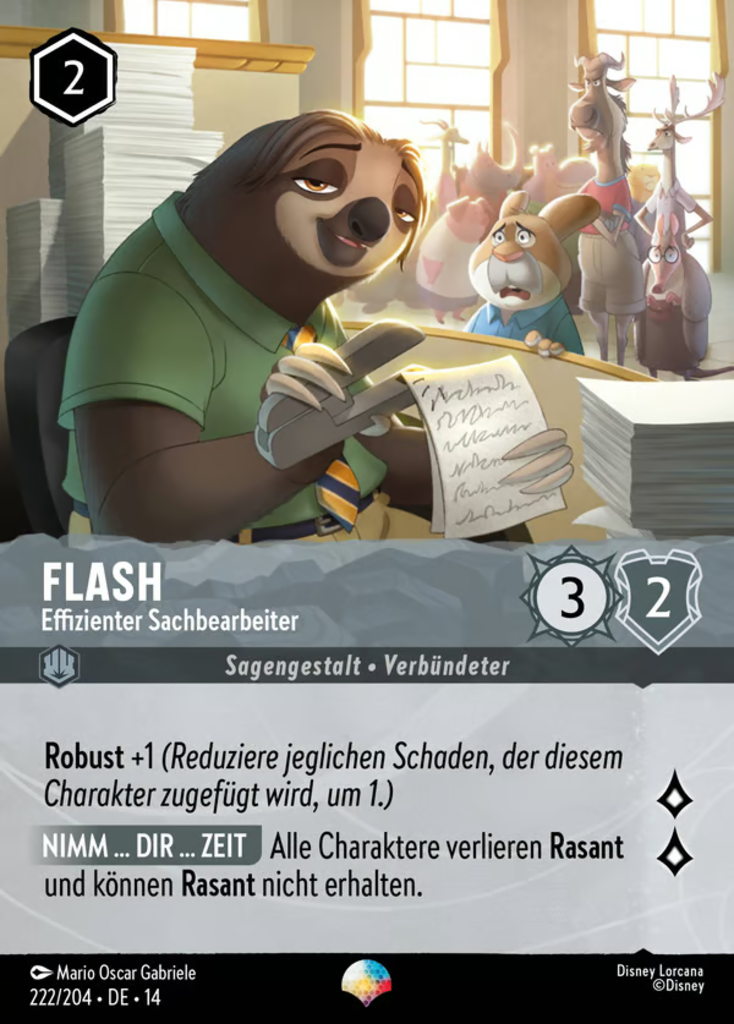 2
FLASH
Effizienter Sachbearbeiter
3
2
Sagengestalt • Verbündeter
Robust +1 (Reduziere jeglichen Schaden, der diesem
Charakter zugefügt wird, um 1.)
NIMM ... DIR ... ZEIT Alle Charaktere verlieren Rasant
und können Rasant nicht erhalten.
Mario Oscar Gabriele
222/204 • DE • 14
Disney Lorcana
©Disney